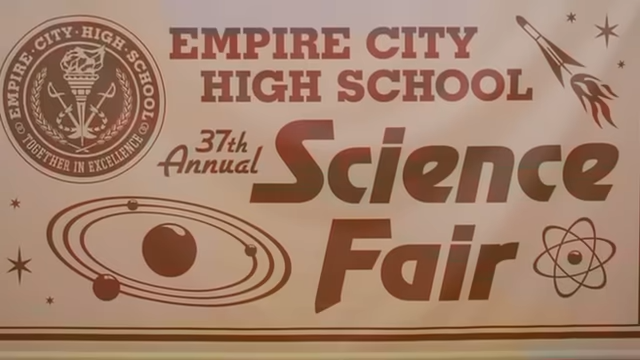 EMPIRE·CITY·HIGH·SCHOOL
TOGETHER IN EXCELLENCE
EMPIRE CITY
HIGH SCHOOL
37th
Annual
Science
Fair